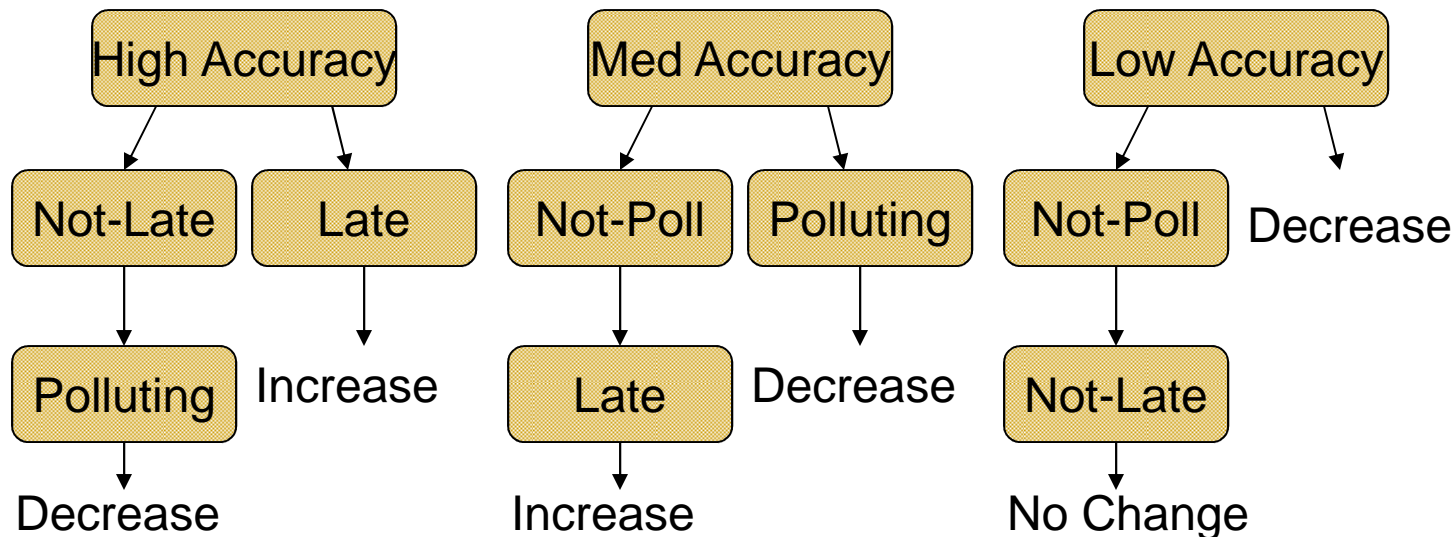 High Accuracy
Med Accuracy
Low Accuracy
Not-Late
Late
Not-Poll
Polluting
Not-Poll
Decrease
Polluting
Increase
Late
Decrease
Not-Late
Decrease
Increase
No Change